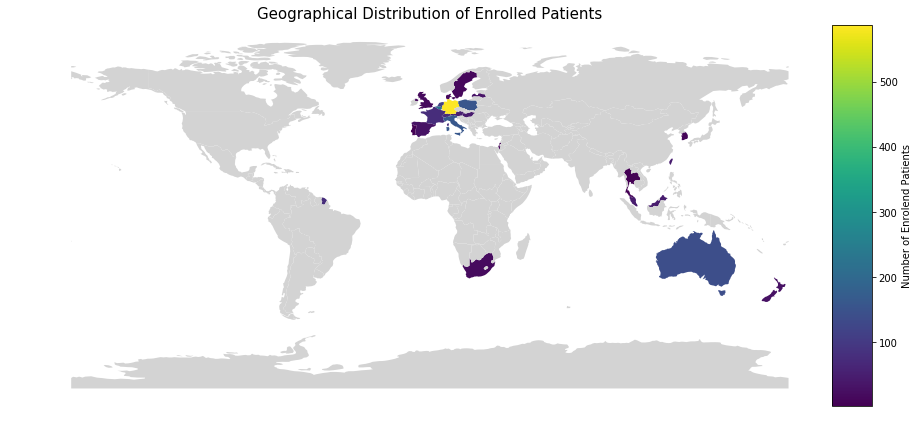 Geographical Distribution of Enrolled Patients
500
400
300
200
100
Number of Enrolend Patients